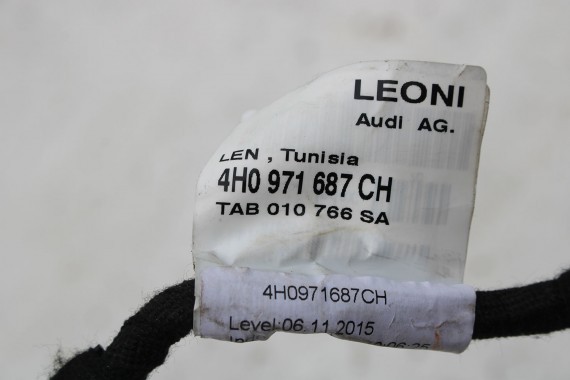 LEONI
Audi AG.
LEN , Tunisia
4H0 971 687 CH
TAB 010 766 SA
4H0971687CH
Level:06.11.2015